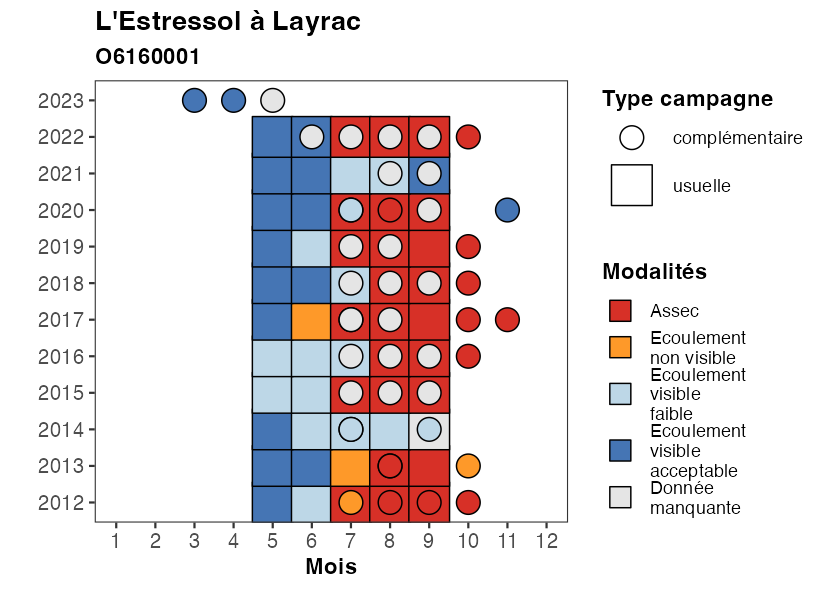 L'Estressol à Layrac
O6160001
2023
2022
2021
2020
2019
2018
2017
2016
2015
2014
2013
2012
1 2 3 4 5 6 7 8 9 10 11 12
Mois
Type campagne
complémentaire
usuelle
Modalités
Assec
Ecoulement
non visible
Ecoulement
visible
faible
Ecoulement
visible
acceptable
Donnée
manquante